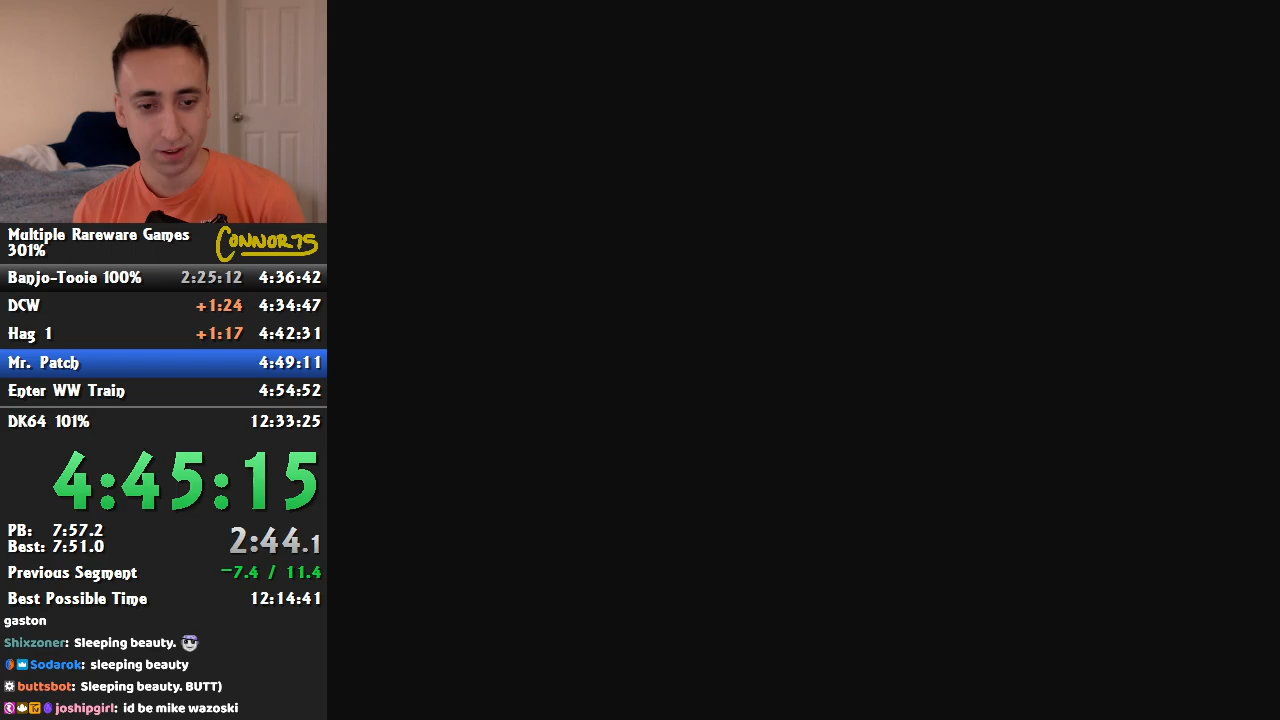 Multiple Rareware Games
301%
CONNOR75
Banjo-Tooie 100% 2:25:12 4:36:42
DCW +1:24 4:34:47
Hag 1 +1:17 4:42:31
Mr. Patch 4:49:11
Enter WW Train 4:54:52
DK64 101% 12:33:25
4:45:15
PB: 7:57.2
Best: 7:51.0
2:44.1
Previous Segment -7.4 / 11.4
Best Possible Time 12:14:41
gaston
Shixzoner: Sleeping beauty.
Sodarok: sleeping beauty
buttsbot: Sleeping beauty. BUTT)
joshipgirl: id be mike wazoski